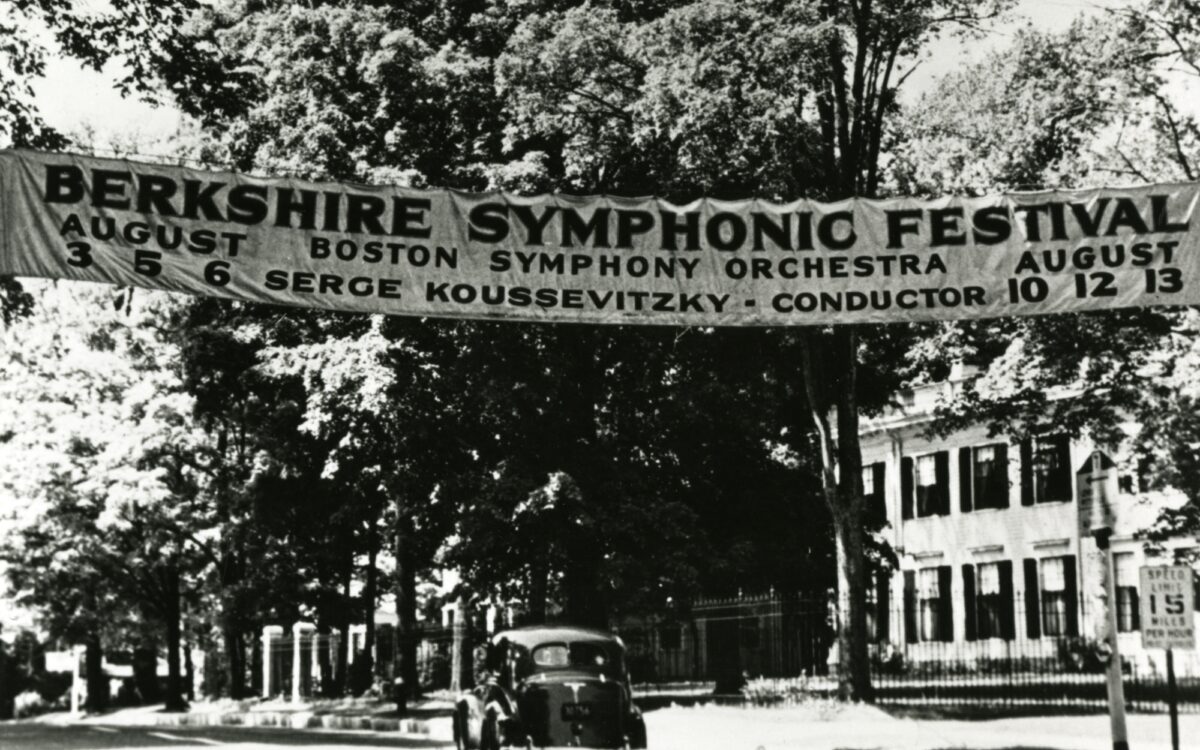 BERKSHIRE SYMPHONIC FESTIVAL
AUGUST BOSTON SYMPHONY ORCHESTRA AUGUST
3 5 6 SERGE KOUSSEVITZKY - CONDUCTOR 10 12 13
SPEED
LIMIT
15
MILES
PER HOUR